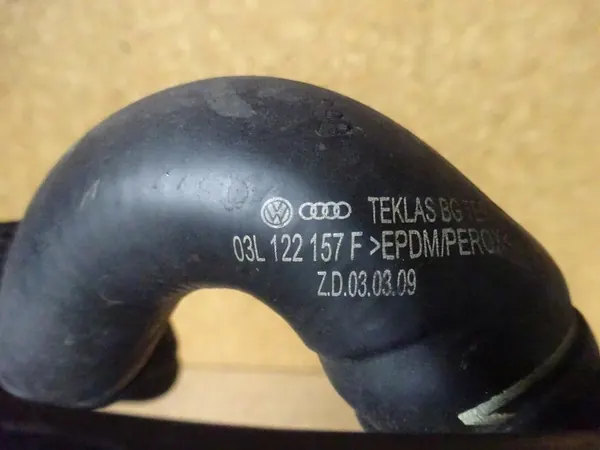 TEKLAS BG
03L 122 157 F >EPDM/PEROX<
Z.D.03.03.09